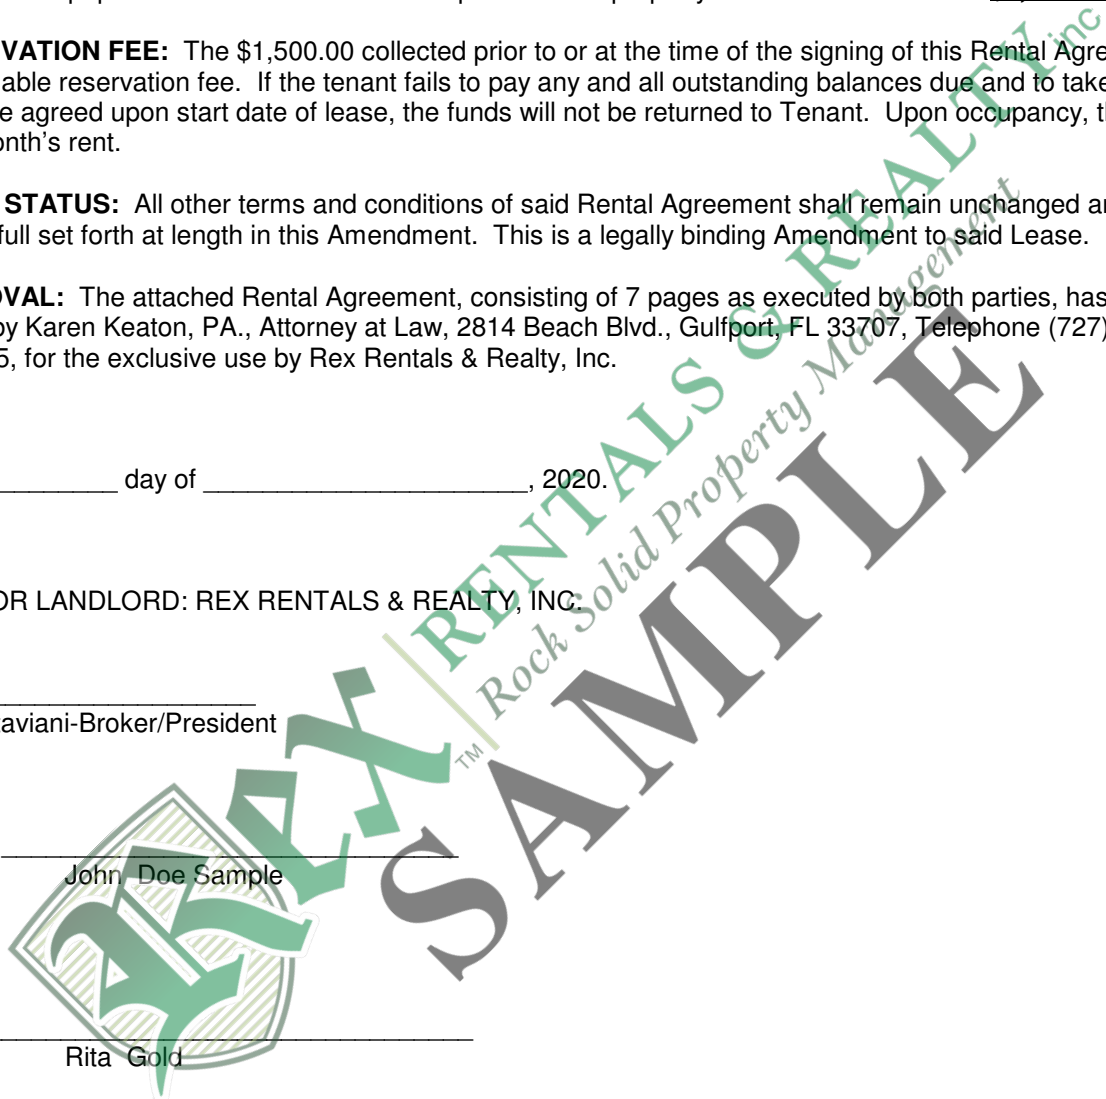 VATION FEE: The $1,500.00 collected prior to or at the time of the signing of this Rental Agre
able reservation fee. If the tenant fails to pay any and all outstanding balances due and to take
e agreed upon start date of lease, the funds will not be returned to Tenant. Upon occupancy, t
onth's rent.
STATUS: All other terms and conditions of said Rental Agreement shall remain unchanged a
full set forth at length in this Amendment. This is a legally binding Amendment to said Lease.
OVAL: The attached Rental Agreement, consisting of 7 pages as executed by both parties, has
by Karen Keaton, PA., Attorney at Law, 2814 Beach Blvd., Gulfport, FL 33707, Telephone (727)
5, for the exclusive use by Rex Rentals & Realty, Inc.
________ day of ______________________, 2020.
OR LANDLORD: REX RENTALS & REALTY, INC.
taviani-Broker/President
John Doe Sample
Rita Gold
Rex RENTALS & REALTY inc
Rock Solid Property Management
TM
SAMPLE